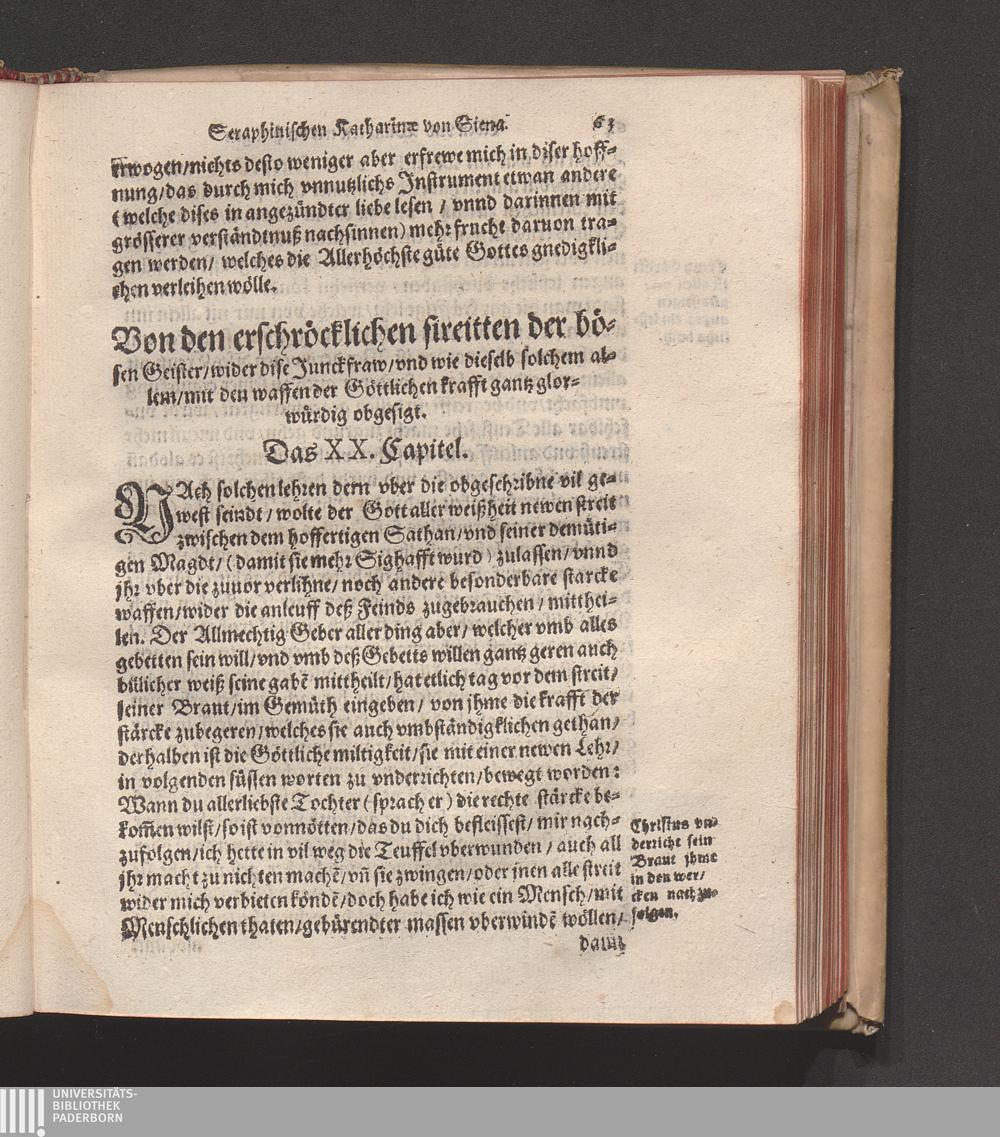 Seraphinischen Katharinæ von Siena. 63
erwogen/nichts desto weniger aber erfrewe mich in diser hoff-
nung/das durch mich vnnutzlichs Instrument etwan andere
(welche dises in angezündter liebe lesen / vnnd darinnen mit
grösserer verständtnuß nachsinnen) mehr frucht daruon tra-
gen werden/ welches die Allerhöchste güte Gottes gnedigkli-
chen verleihen wölle.
Von den erschröcklichen streitten der bö-
sen Geister/wider dise Junckfraw/vnd wie dieselb solchem al-
lem/mit den waffen der Göttlichen krafft gantz glor-
würdig obgesigt.
Das XX. Capitel.
NAch solchen lehren dern vber die obgeschribne vil ge-
west seindt/ wolte der Gott aller weißheit newen streit
zwischen dem hoffertigen Sathan/vnd seiner demüti-
gen Magdt/(damit sie mehr Sighafft wurd) zulassen/vnnd
jhr vber die zuuor verlihne/ noch andere besonderbare starcke
waffen/wider die anleuff deß Feinds zugebrauchen/ mitthei-
len. Der Allmechtig Geber aller ding aber/ welcher vmb alles
gebetten sein will/vnd vmb deß Gebetts willen gantz geren auch
billicher weiß seine gabē mittheilt/hat etlich tag vor dem streit/
seiner Braut/im Gemüth eingeben/ von jhme die krafft der
stärcke zubegeren/welches sie auch vmbständigklichen gethan/
derhalben ist die Göttliche miltigkeit/sie mit einer newen Lehr/
in volgenden süssen worten zu vnderrichten/bewegt worden:
Wann du allerliebste Tochter (sprach er) die rechte stärcke be-
kom̄en wilst/so ist vonnötten/das du dich befleissest/ mir nach-
zufolgen/ich hette in vil weg die Teuffel vberwunden/ auch all
jhr macht zu nichten machē/ vn̄ sie zwingen/oder jnen alle streit
wider mich verbieten köndē/doch habe ich wie ein Mensch/mit
Menschlichen thaten/gebürendter massen vberwindē wöllen/
damit
Christus vn-
derricht sein
Braut jhme
in den wer/
cken nachzu-
folgen.
UNIVERSITÄTS-
BIBLIOTHEK
PADERBORN